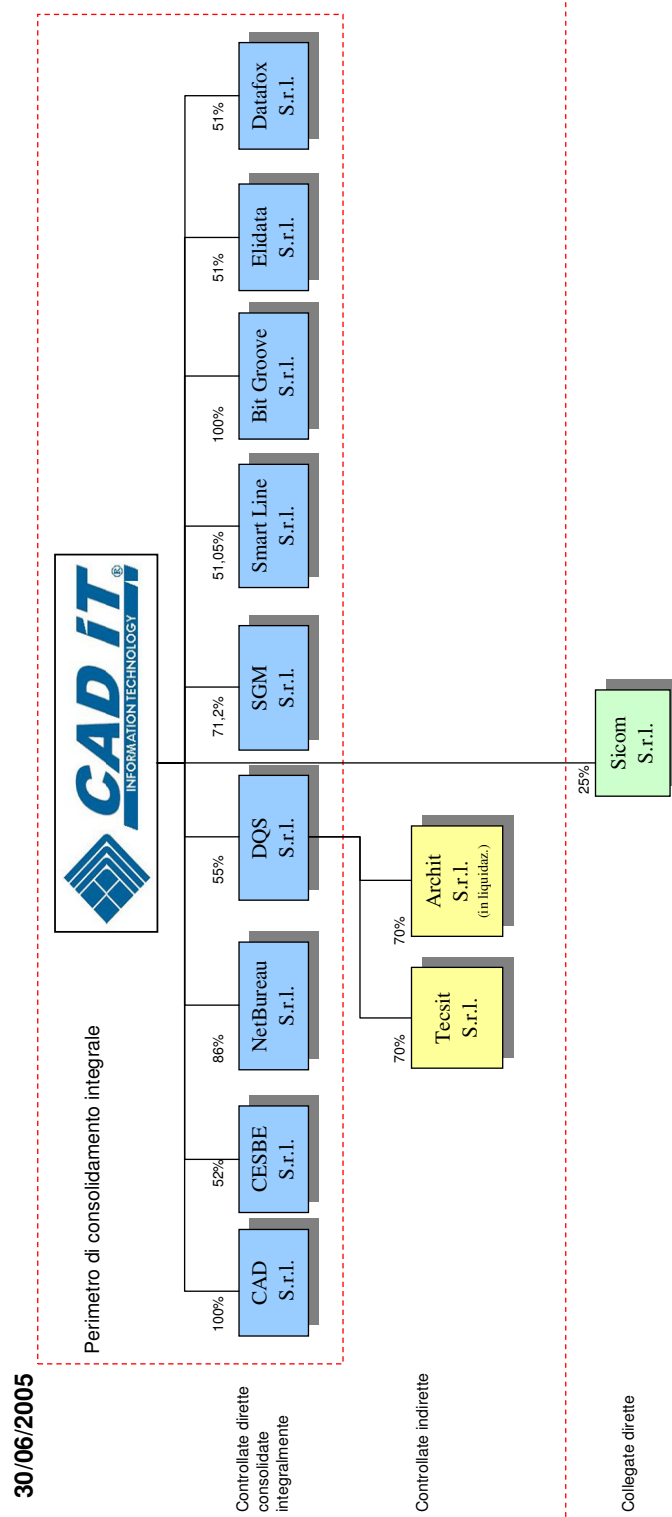 30/06/2005
Perimetro di consolidamento integrale
CAD iT®
INFORMATION TECHNOLOGY
Controllate dirette
consolidate
integralmente
100%
CAD
S.r.l.
52%
CESBE
S.r.l.
86%
NetBureau
S.r.l.
55%
DQS
S.r.l.
71,2%
SGM
S.r.l.
51,05%
Smart Line
S.r.l.
100%
Bit Groove
S.r.l.
51%
Elidata
S.r.l.
51%
Datafox
S.r.l.
Controllate indirette
70%
Tecsit
S.r.l.
70%
Archit
S.r.l.
(in liquidaz.)
Collegate dirette
25%
Sicom
S.r.l.